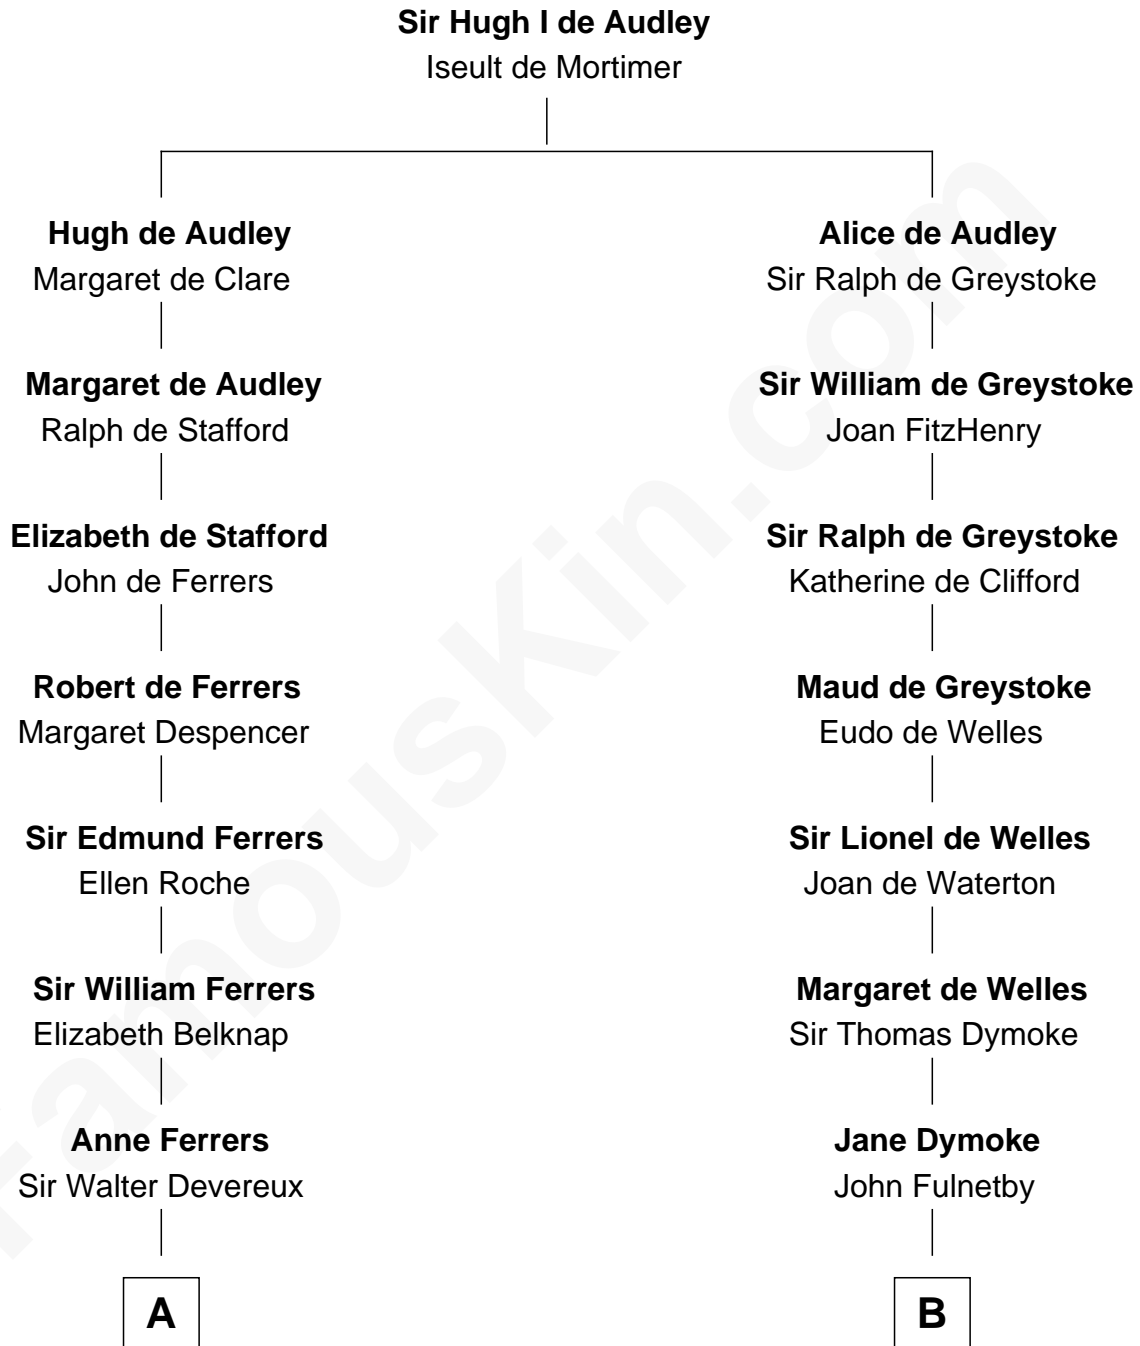 Sir Hugh I de Audley
Iseult de Mortimer
Hugh de Audley
Margaret de Clare
Alice de Audley
Sir Ralph de Greystoke
Margaret de Audley
Ralph de Stafford
Sir William de Greystoke
Joan FitzHenry
Elizabeth de Stafford
John de Ferrers
Sir Ralph de Greystoke
Katherine de Clifford
Robert de Ferrers
Margaret Despencer
Maud de Greystoke
Eudo de Welles
Sir Edmund Ferrers
Ellen Roche
Sir Lionel de Welles
Joan de Waterton
Sir William Ferrers
Elizabeth Belknap
Margaret de Welles
Sir Thomas Dymoke
Anne Ferrers
Sir Walter Devereux
Jane Dymoke
John Fulnetby
A
B
FamousKin.com